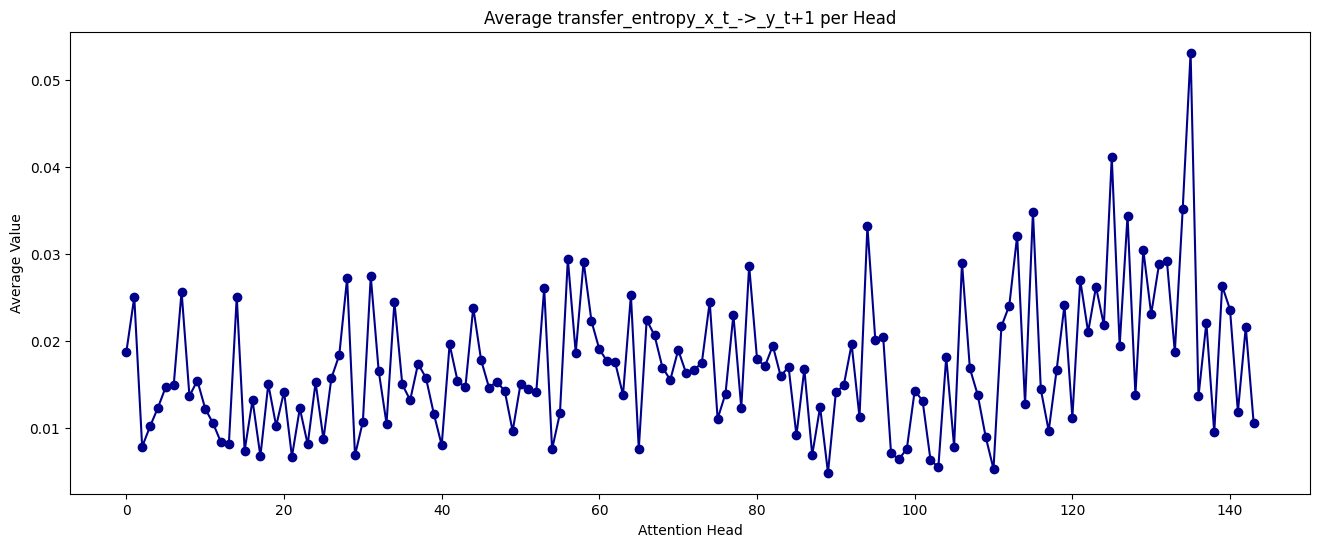 Average transfer_entropy_x_t_->_y_t+1 per Head
Average Value
0.05
0.04
0.03
0.02
0.01
0 20 40 60 80 100 120 140
Attention Head